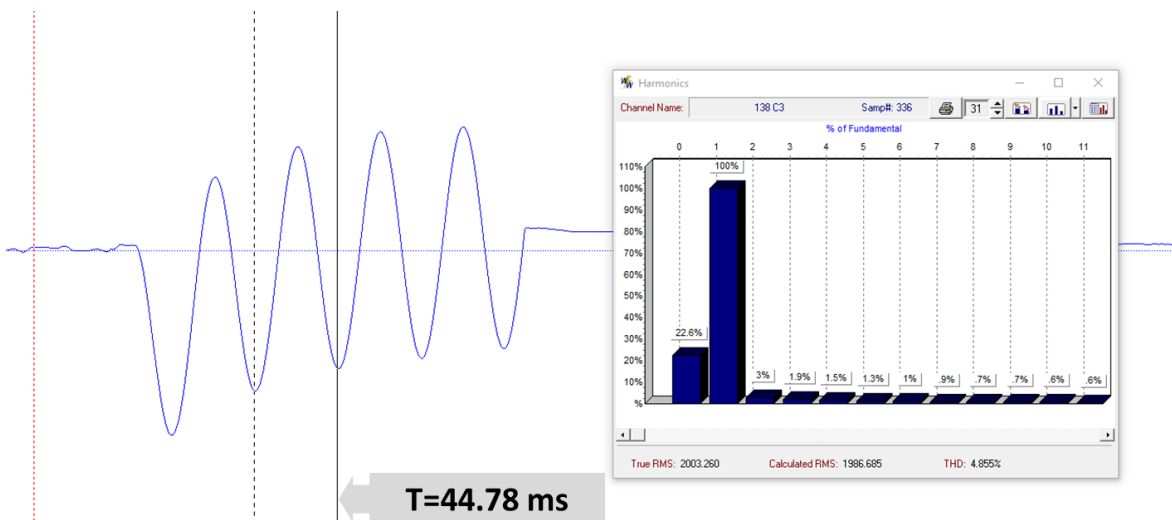 Harmonics
Channel Name: 138 C3 Samp#: 336 31
% of Fundamental
0 1 2 3 4 5 6 7 8 9 10 11
110%
100%
90%
80%
70%
60%
50%
40%
30%
20%
10%
%
22.6% 100% 3% 1.9% 1.5% 1.3% 1% .9% .7% .7% .6% .6%
True RMS: 2003.260 Calculated RMS: 1986.685 THD: 4.855%
T=44.78 ms